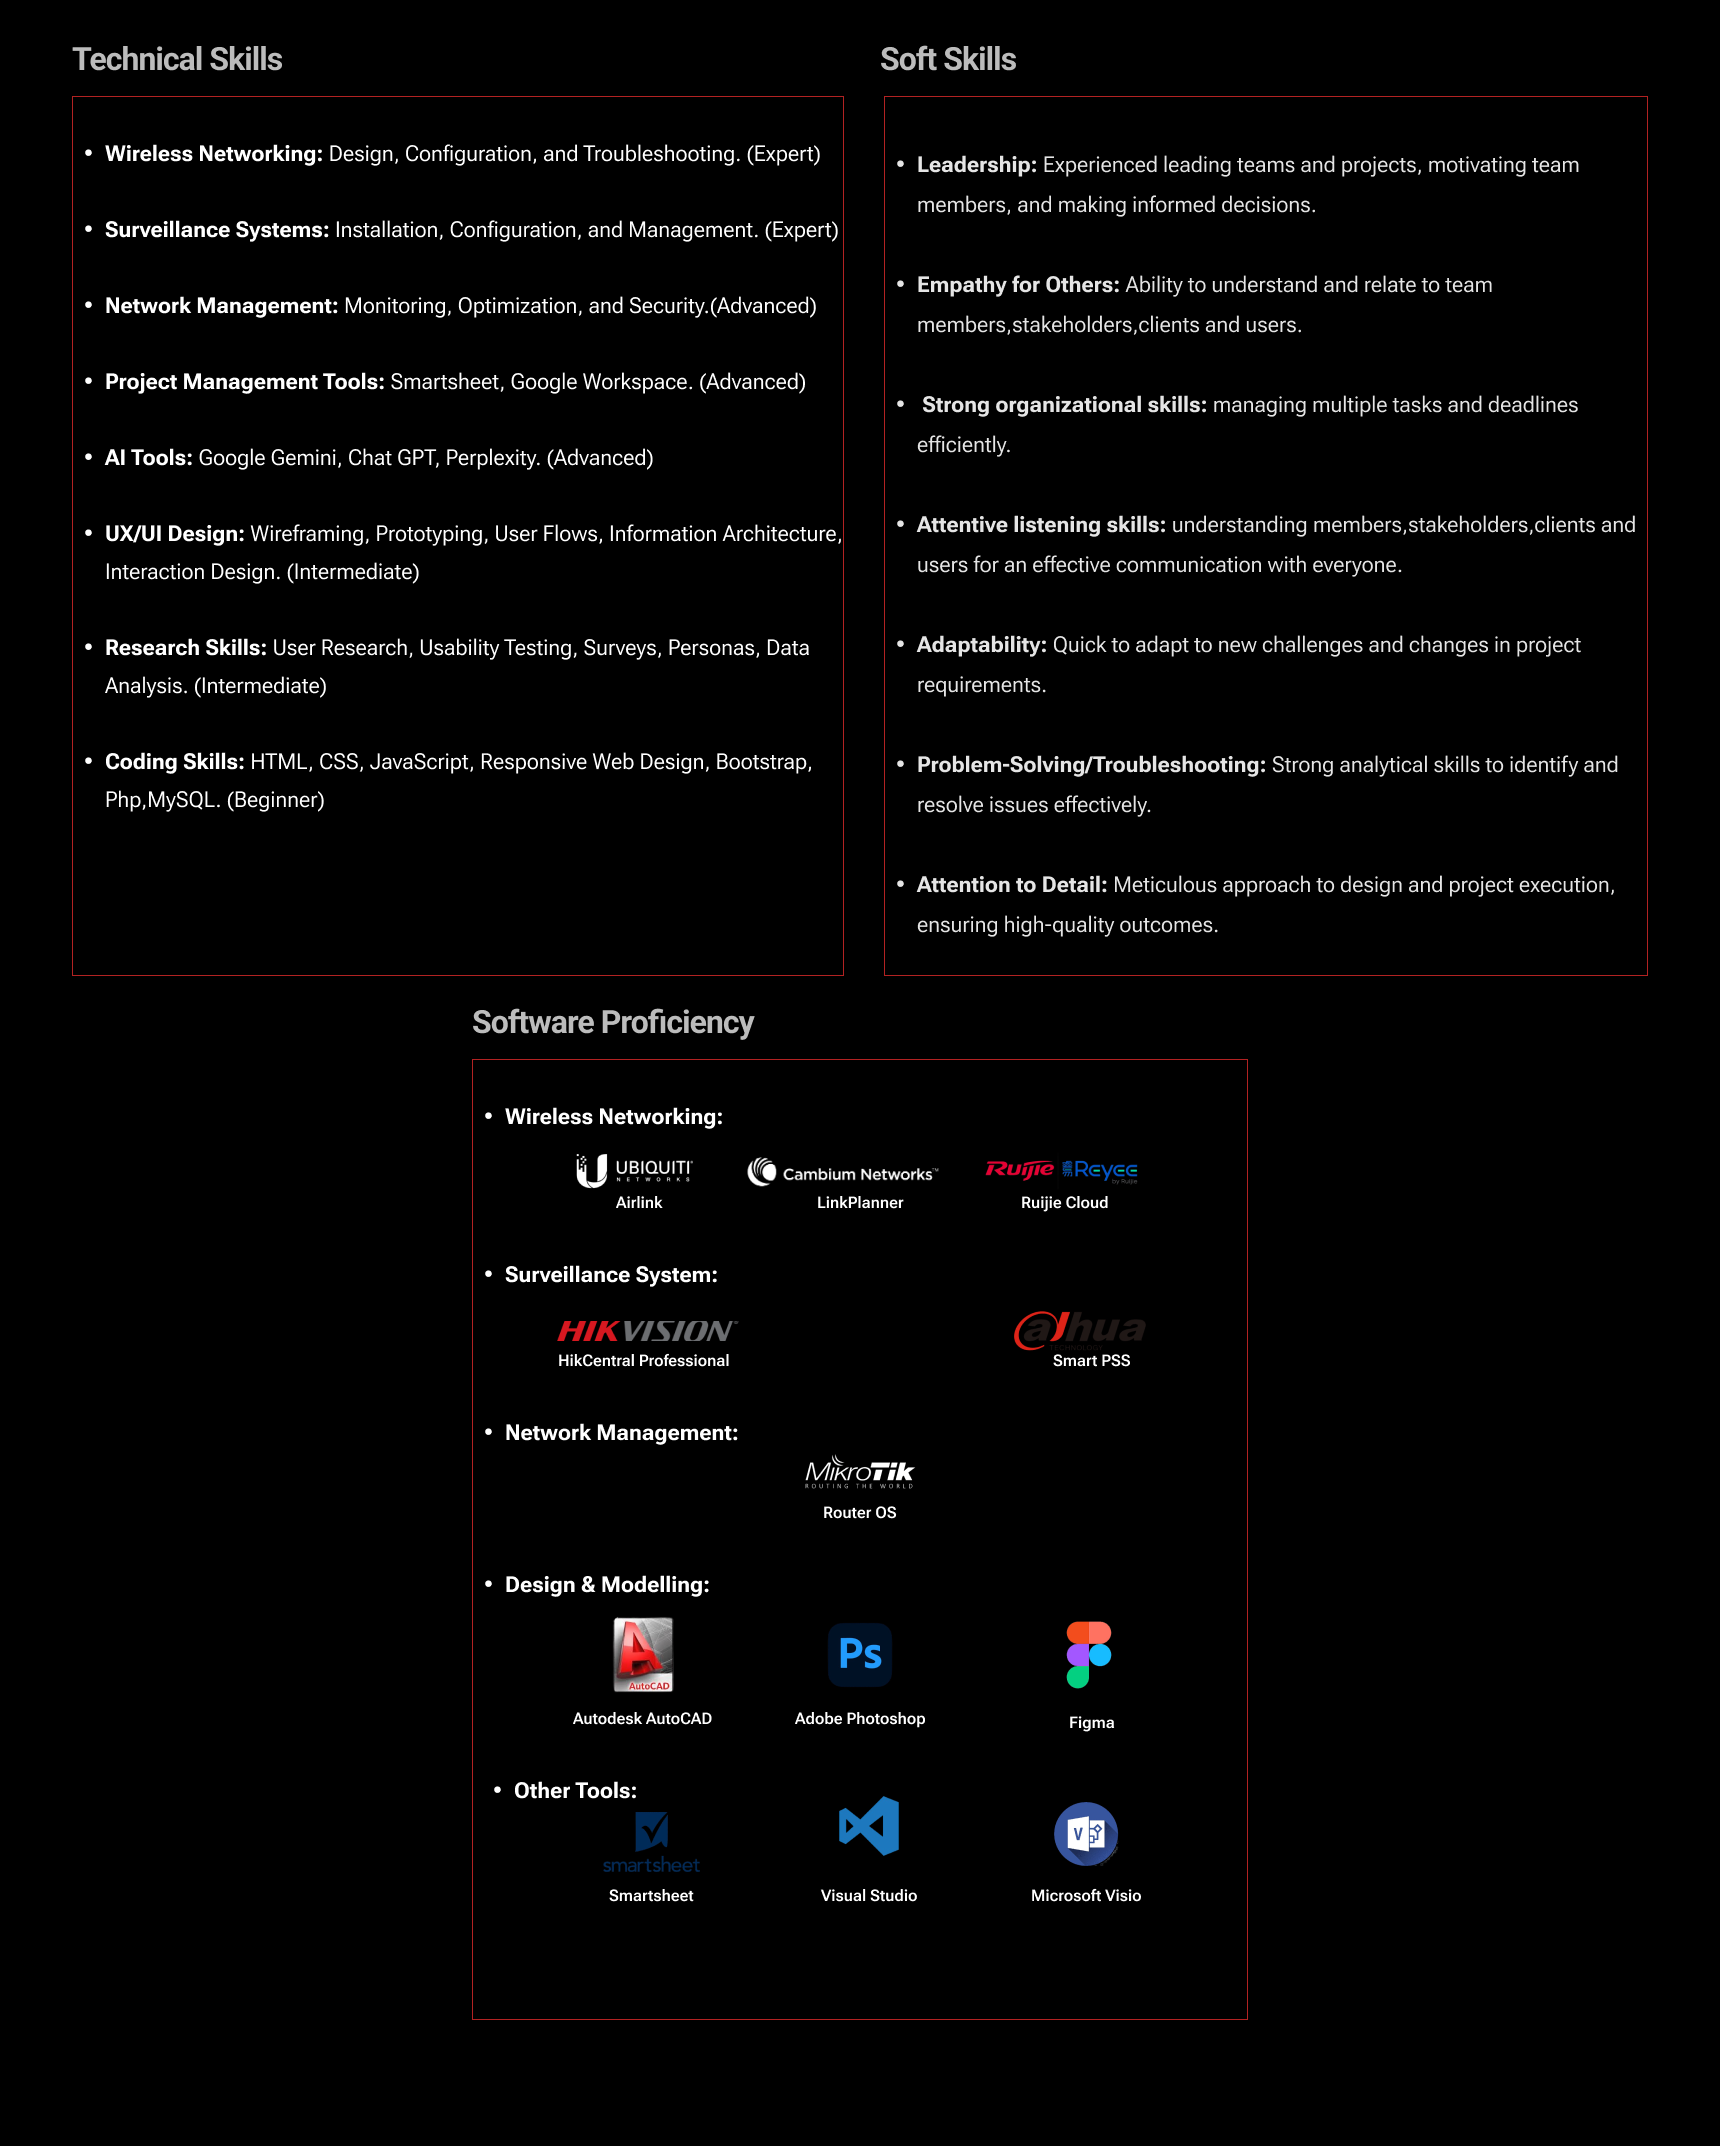 Technical Skills
• Wireless Networking: Design, Configuration, and Troubleshooting. (Expert)
• Surveillance Systems: Installation, Configuration, and Management. (Expert)
• Network Management: Monitoring, Optimization, and Security.(Advanced)
• Project Management Tools: Smartsheet, Google Workspace. (Advanced)
• AI Tools: Google Gemini, Chat GPT, Perplexity. (Advanced)
• UX/UI Design: Wireframing, Prototyping, User Flows, Information Architecture,
Interaction Design. (Intermediate)
• Research Skills: User Research, Usability Testing, Surveys, Personas, Data
Analysis. (Intermediate)
• Coding Skills: HTML, CSS, JavaScript, Responsive Web Design, Bootstrap,
Php,MySQL. (Beginner)
Soft Skills
• Leadership: Experienced leading teams and projects, motivating team
members, and making informed decisions.
• Empathy for Others: Ability to understand and relate to team
members,stakeholders,clients and users.
• Strong organizational skills: managing multiple tasks and deadlines
efficiently.
• Attentive listening skills: understanding members,stakeholders,clients and
users for an effective communication with everyone.
• Adaptability: Quick to adapt to new challenges and changes in project
requirements.
• Problem-Solving/Troubleshooting: Strong analytical skills to identify and
resolve issues effectively.
• Attention to Detail: Meticulous approach to design and project execution,
ensuring high-quality outcomes.
Software Proficiency
• Wireless Networking:
UBIQUITI
NETWORKS
Airlink
Cambium Networks™
LinkPlanner
Ruijie Reyee
by Ruijie
Ruijie Cloud
• Surveillance System:
HIKVISION
HikCentral Professional
alhua
TECHNOLOGY
Smart PSS
• Network Management:
MikroTik
ROUTING THE WORLD
Router OS
• Design & Modelling:
AutoCAD
Autodesk AutoCAD
Ps
Adobe Photoshop
Figma
• Other Tools:
smartsheet
Smartsheet
Visual Studio
V
Microsoft Visio